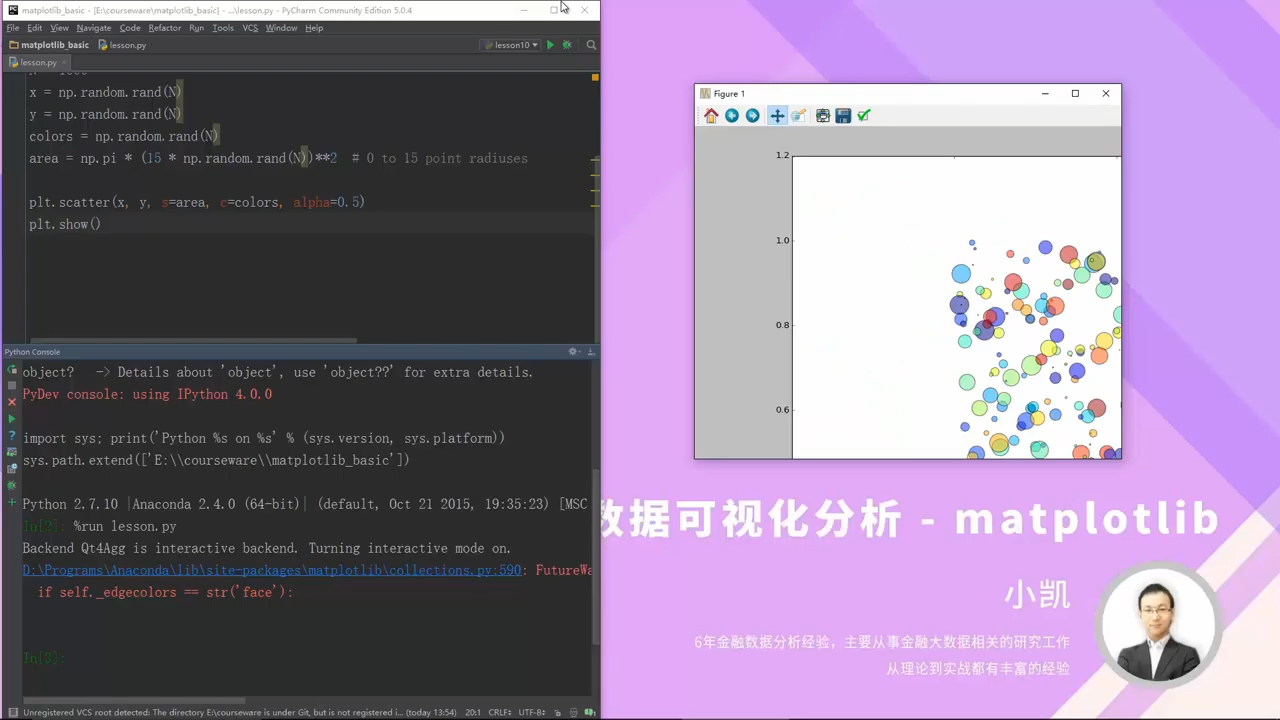 matplotlib_basic - [E:\courseware\matplotlib_basic] - ...\lesson.py - PyCharm Community Edition 5.0.4
File Edit View Navigate Code Refactor Run Tools VCS Window Help
matplotlib_basic lesson.py lesson10
lesson.py
x = np.random.rand(N)
y = np.random.rand(N)
colors = np.random.rand(N)
area = np.pi * (15 * np.random.rand(N))**2 # 0 to 15 point radiuses
plt.scatter(x, y, s=area, c=colors, alpha=0.5)
plt.show()
Python Console
object? -> Details about 'object', use 'object??' for extra details.
PyDev console: using IPython 4.0.0
import sys; print('Python %s on %s' % (sys.version, sys.platform))
sys.path.extend(['E:\\courseware\\matplotlib_basic'])
Python 2.7.10 |Anaconda 2.4.0 (64-bit)| (default, Oct 21 2015, 19:35:23) [MSC
In[2]: %run lesson.py
Backend Qt4Agg is interactive backend. Turning interactive mode on.
D:\Programs\Anaconda\lib\site-packages\matplotlib\collections.py:590: FutureWa
if self._edgecolors == str('face'):
In[3]:
Unregistered VCS root detected: The directory E:\courseware is under Git, but is not registered i... (today 13:54) 20:1 CRLF÷ UTF-8÷
Figure 1
1.2
1.0
0.8
0.6
数据可视化分析 - matplotlib
小凯
6年金融数据分析经验，主要从事金融大数据相关的研究工作
从理论到实战都有丰富的经验